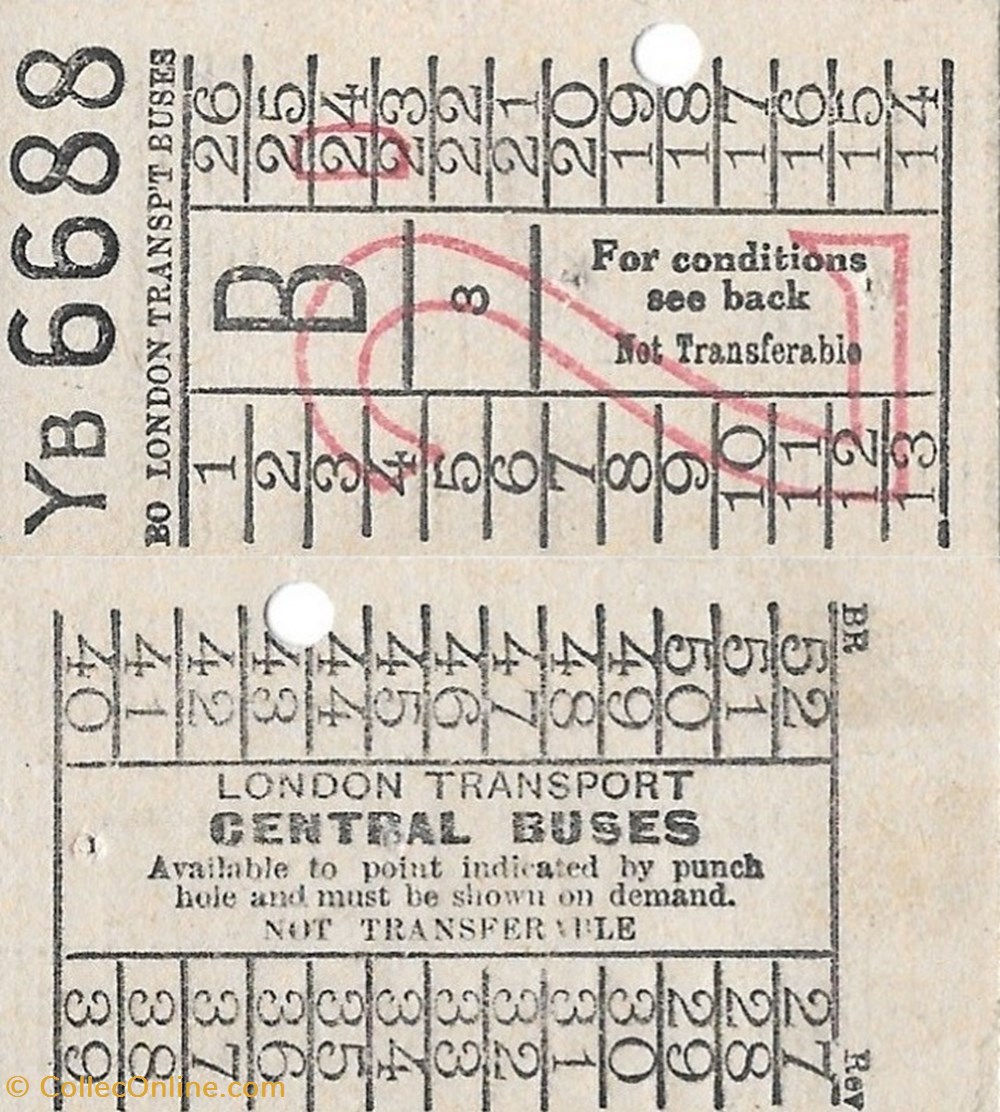 YB 6688
BO LONDON TRANSP'T BUSES
26 25 24 23 22 21 20 19 18 17 16 15 14
B
3
2
For conditions
see back
Not Transferable
1 2 3 4 5 6 7 8 9 10 11 12 13
40 41 42 43 44 45 46 47 48 49 50 51 52
BR
LONDON TRANSPORT
CENTRAL BUSES
1
Available to point indicated by punch
hole and must be shown on demand.
NOT TRANSFERABLE
39 38 37 36 35 34 33 32 31 30 29 28 27
Rev
© CollecOnline.com